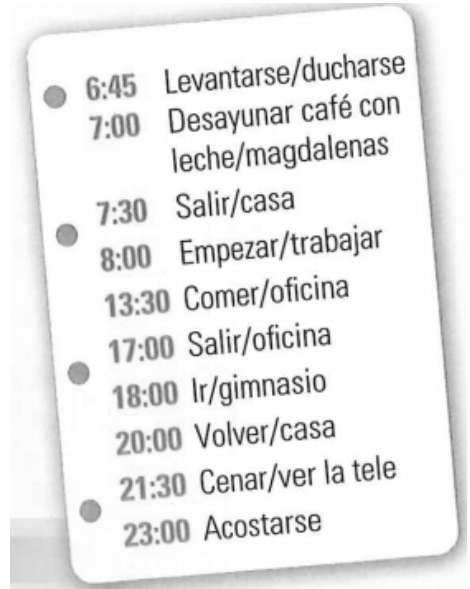 6:45 Levantarse/ducharse
7:00 Desayunar café con
leche/magdalenas
7:30 Salir/casa
8:00 Empezar/trabajar
13:30 Comer/oficina
17:00 Salir/oficina
18:00 Ir/gimnasio
20:00 Volver/casa
21:30 Cenar/ver la tele
23:00 Acostarse